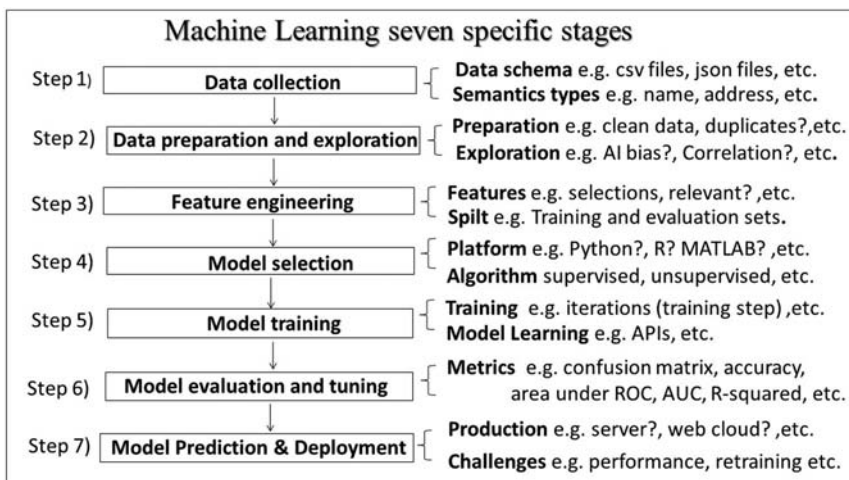 Machine Learning seven specific stages
Step 1)
Data collection
Data schema e.g. csv files, json files, etc.
Semantics types e.g. name, address, etc.
Step 2)
Data preparation and exploration
Preparation e.g. clean data, duplicates?,etc.
Exploration e.g. AI bias?, Correlation?, etc.
Step 3)
Feature engineering
Features e.g. selections, relevant? ,etc.
Spilt e.g. Training and evaluation sets.
Step 4)
Model selection
Platform e.g. Python?, R? MATLAB? ,etc.
Algorithm supervised, unsupervised, etc.
Step 5)
Model training
Training e.g. iterations (training step) ,etc.
Model Learning e.g. APIs, etc.
Step 6)
Model evaluation and tuning
Metrics e.g. confusion matrix, accuracy,
area under ROC, AUC, R-squared, etc.
Step 7)
Model Prediction & Deployment
Production e.g. server?, web cloud? ,etc.
Challenges e.g. performance, retraining etc.